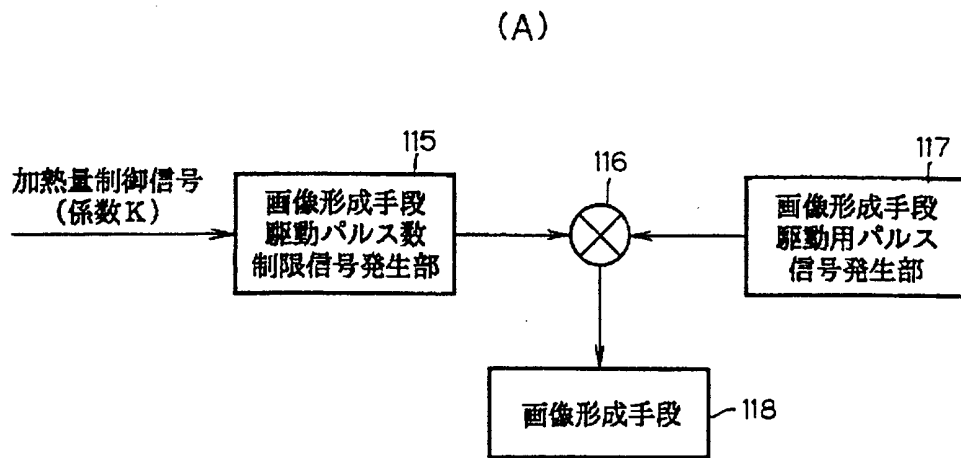 (A)
加熱量制御信号
(係数K)
115
画像形成手段
駆動パルス数
制限信号発生部
116
117
画像形成手段
駆動用パルス
信号発生部
画像形成手段
118